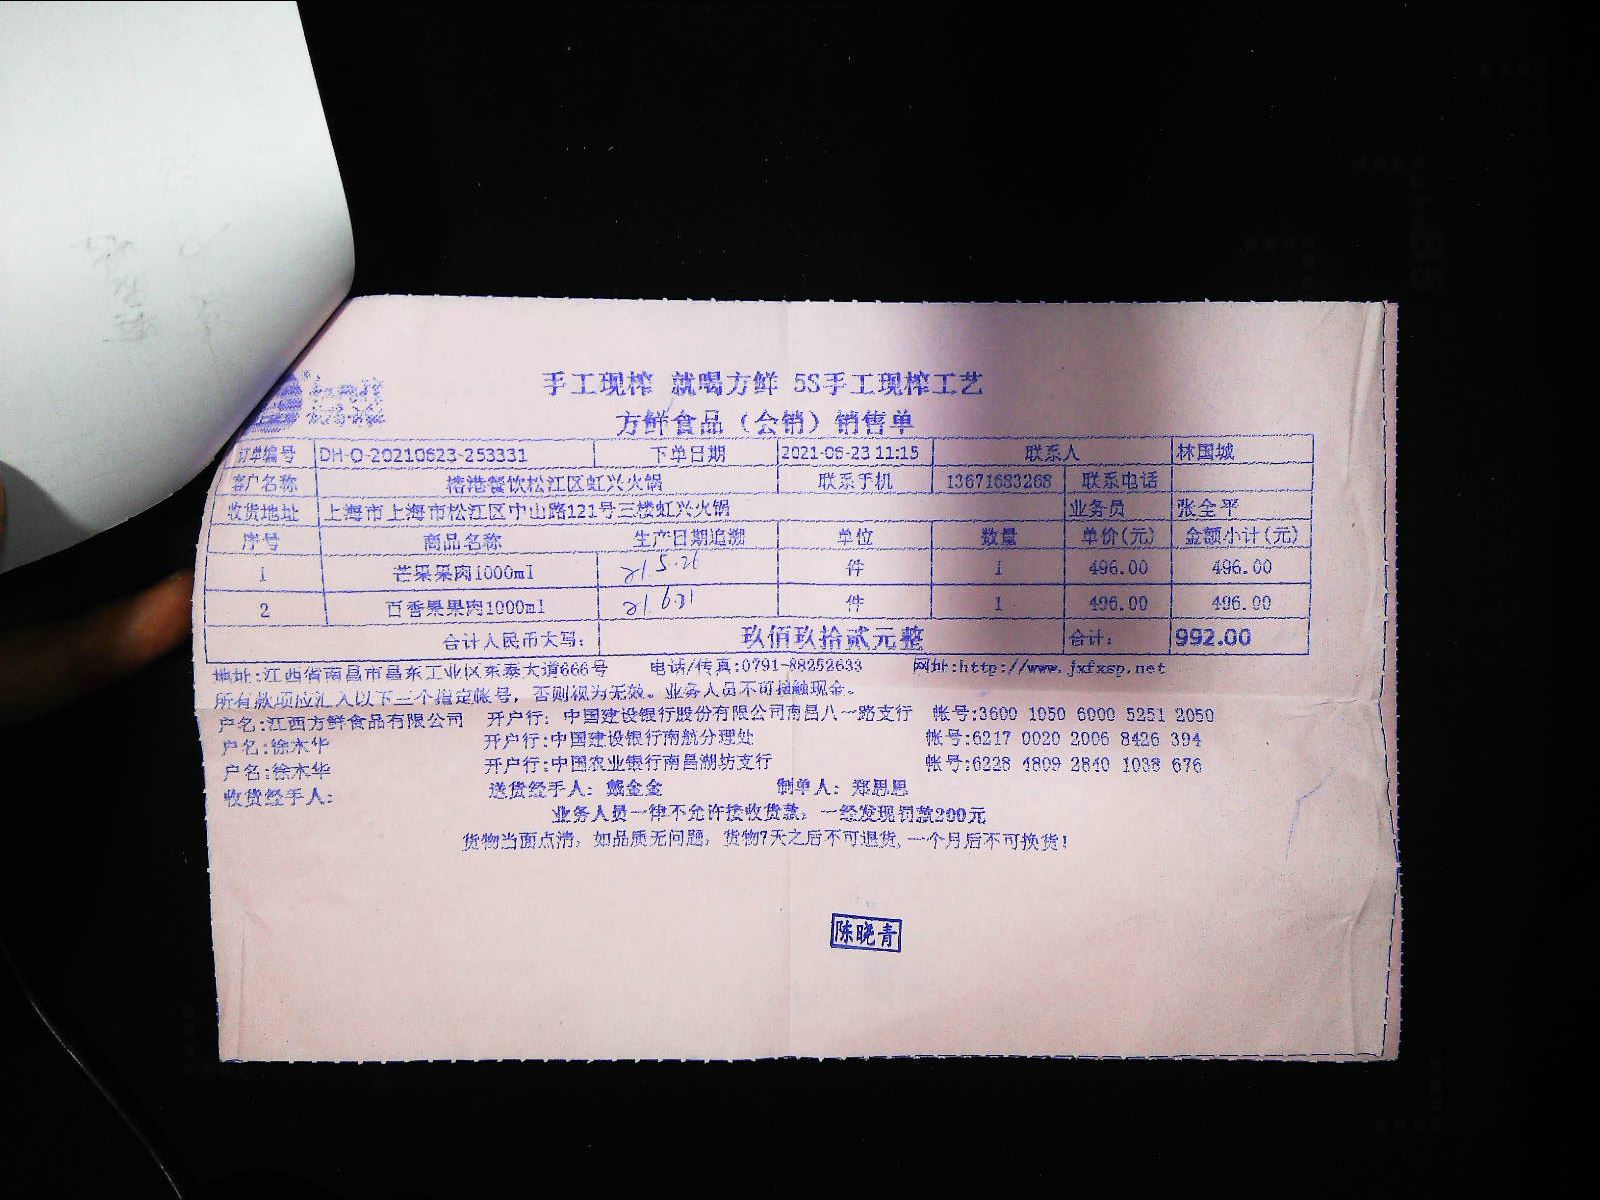 手工现榨 就喝方鲜 5S手工现榨工艺
方鲜食品（会销）销售单
订单编号 DH-O-20210623-253331 下单日期 2021-06-23 11:15 联系人 林国城
客户名称 港餐饮松江区虹兴火锅 联系手机 13671683268 联系电话
收货地址 上海市上海市松江区中山路121号三楼虹兴火锅 业务员 张全平
序号 商品名称 生产日期追溯 单位 数量 单价(元) 金额小计(元)
1 芒果果肉1000ml 21.5.21 件 1 496.00 496.00
2 百香果果肉1000ml 21.6.21 件 1 496.00 496.00
合计人民币大写: 玖佰玖拾贰元整 合计: 992.00
地址:江西省南昌市昌东工业区东泰大道666号 电话/传真:0791-88252633 网址:http://www.jxfxsp.net
所有款项应汇入以下三个指定帐号，否则视为无效。业务人员不可接触现金。
户名:江西方鲜食品有限公司 开户行: 中国建设银行股份有限公司南昌八一路支行 帐号:3600 1050 6000 5251 2050
户名:徐木华 开户行:中国建设银行南航分理处 帐号:6217 0020 2006 8426 394
户名:徐木华 开户行:中国农业银行南昌湖坊支行 帐号:6228 4809 2840 1038 676
收货经手人: 送货经手人: 戴金金 制单人: 郑思思
业务人员一律不允许接收货款，一经发现罚款200元
货物当面点清，如品质无问题，货物7天之后不可退货,一个月后不可换货!
陈晓青